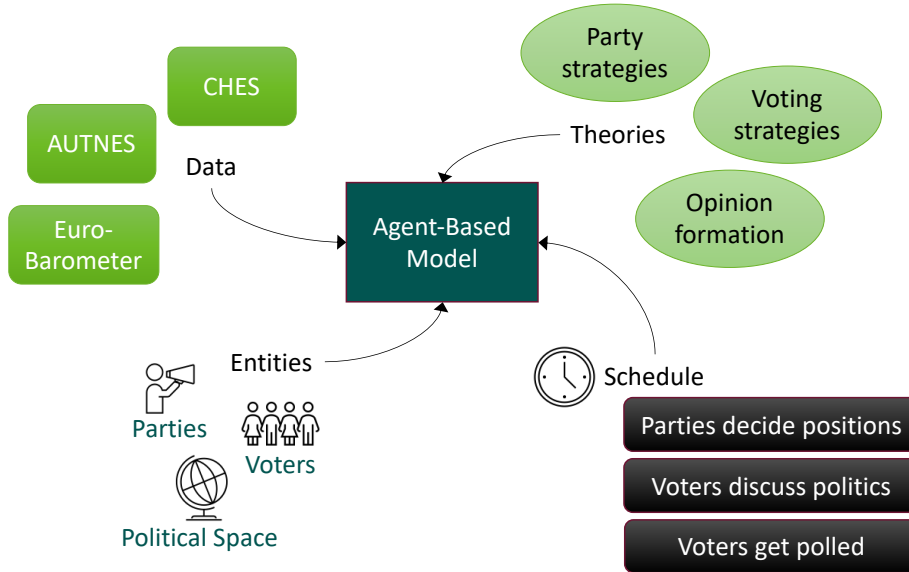 CHES
AUTNES
Data
Euro-
Barometer
Party
strategies
Voting
strategies
Theories
Opinion
formation
Agent-Based
Model
Entities
Parties
Voters
Political Space
Schedule
Parties decide positions
Voters discuss politics
Voters get polled